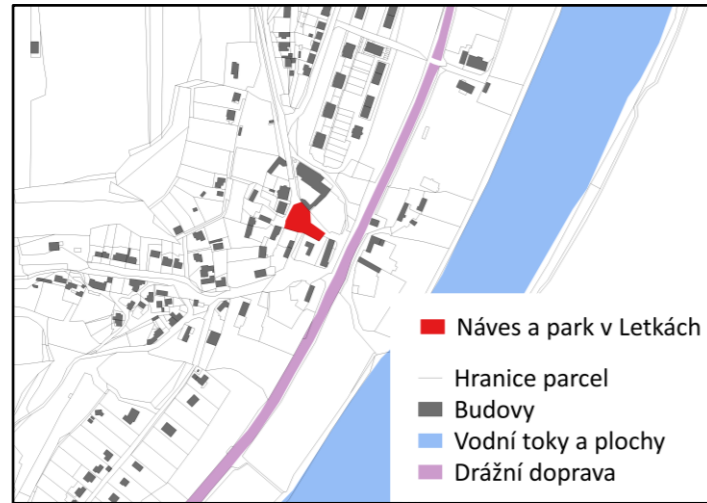 Náves a park v Letkách
Hranice parcel
Budovy
Vodní toky a plochy
Drážní doprava